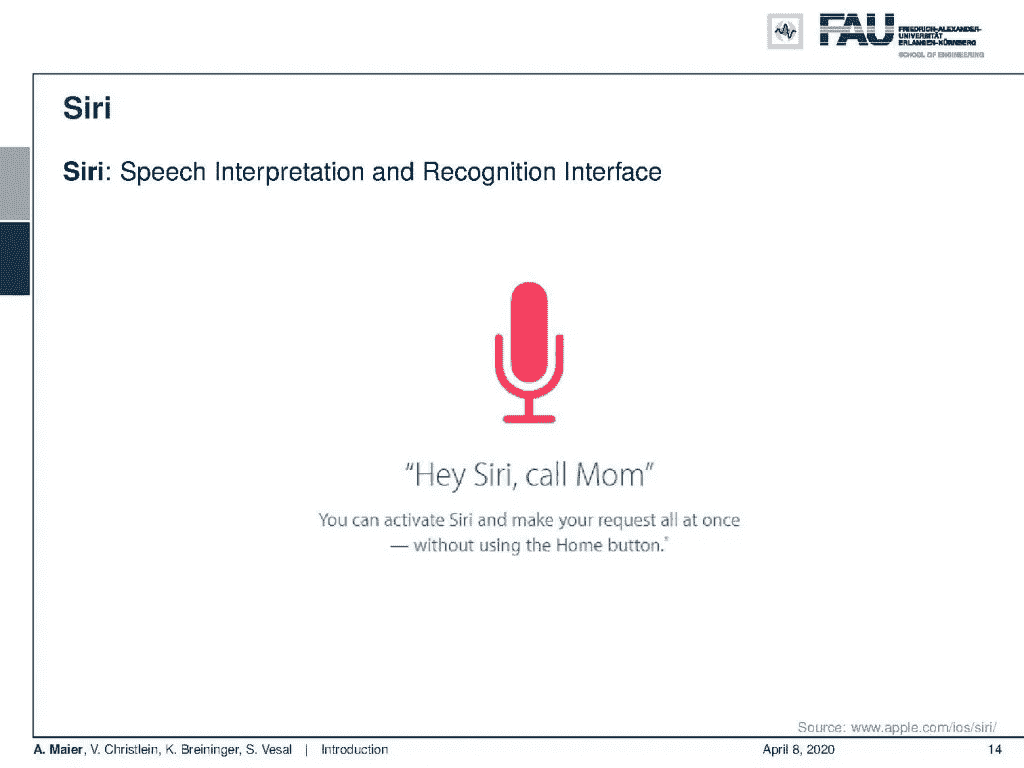 FAU
FRIEDRICH-ALEXANDER-
UNIVERSITÄT
ERLANGEN-NÜRNBERG
SCHOOL OF ENGINEERING
Siri
Siri: Speech Interpretation and Recognition Interface
“Hey Siri, call Mom”
You can activate Siri and make your request all at once
— without using the Home button.*
Source: www.apple.com/ios/siri/
A. Maier, V. Christlein, K. Breininger, S. Vesal | Introduction April 8, 2020 14